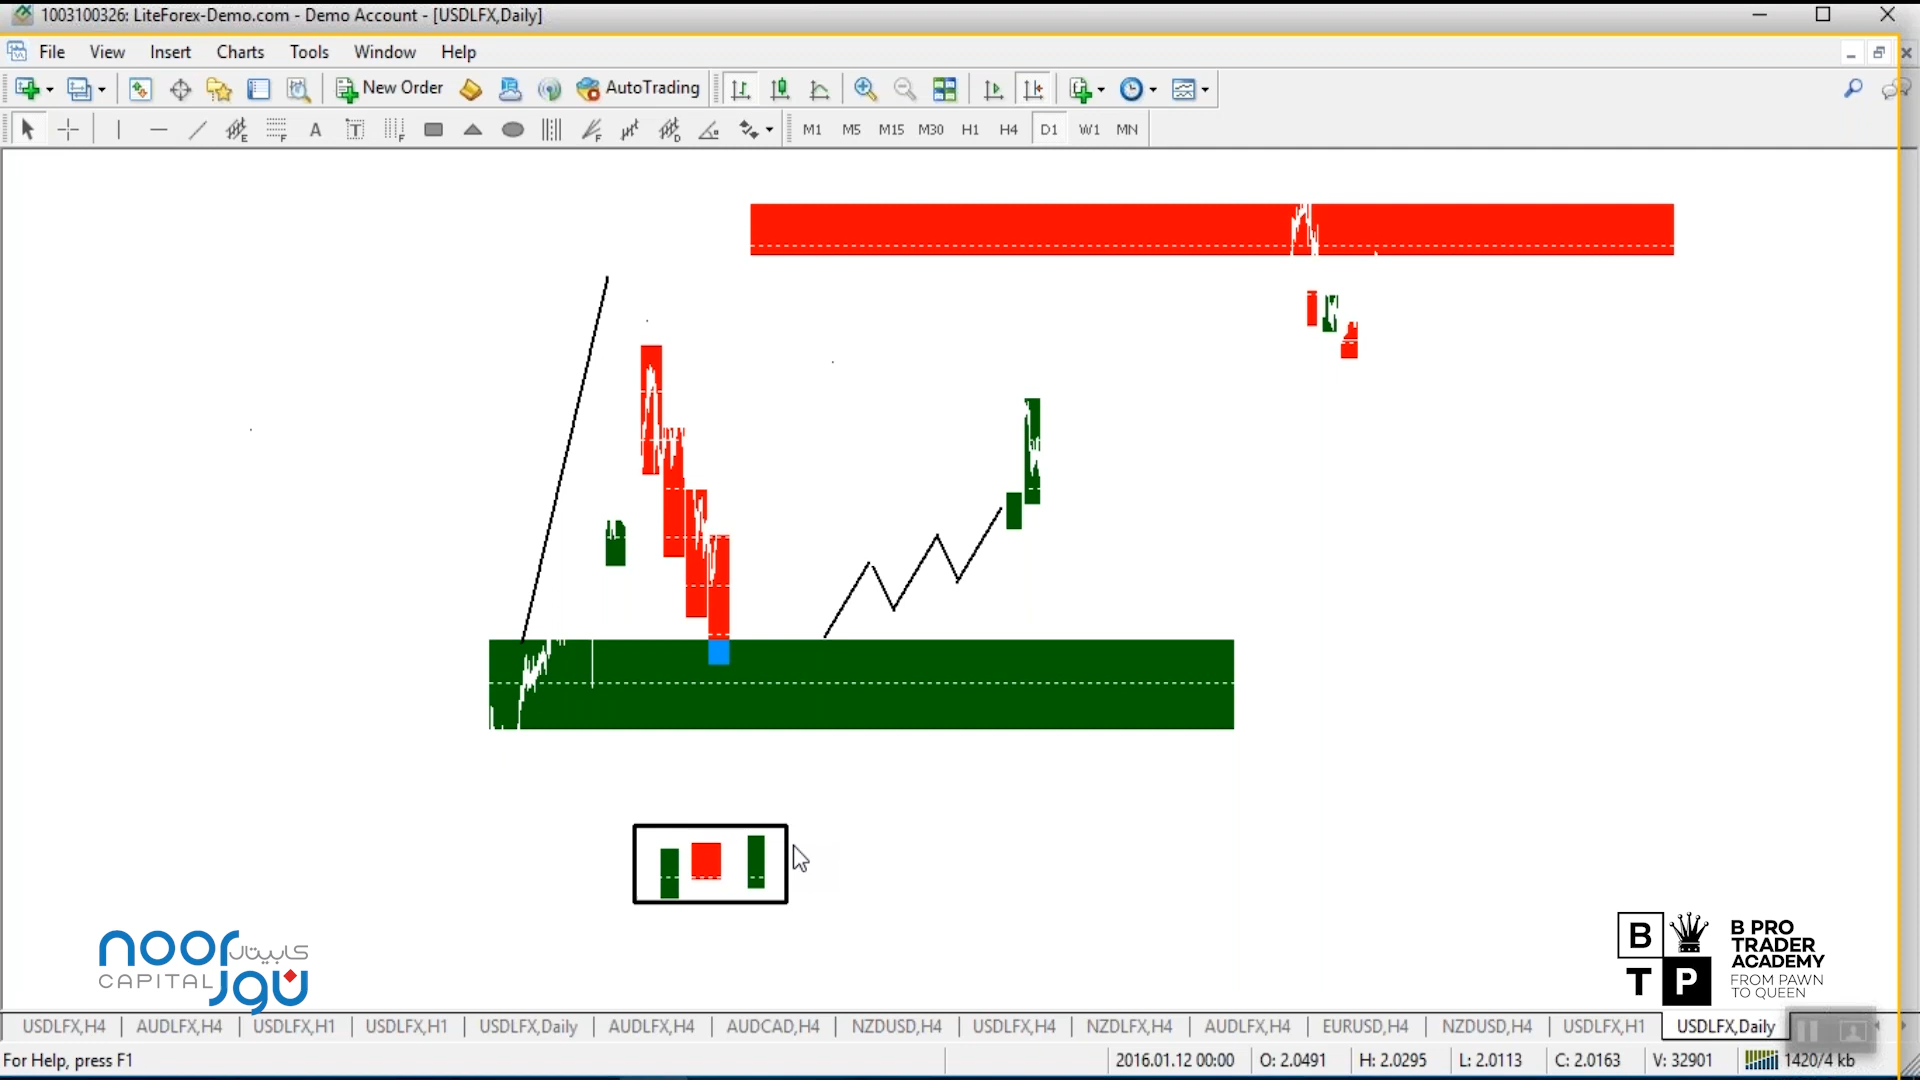 1003100326: LiteForex-Demo.com - Demo Account - [USDLFX,Daily]
File View Insert Charts Tools Window Help
New Order AutoTrading
A T E F F D M1 M5 M15 M30 H1 H4 D1 W1 MN
noor كابيتال
CAPITAL نور
B PRO
TRADER
ACADEMY
FROM PAWN
TO QUEEN
B
T P
USDLFX,H4 AUDLFX,H4 USDLFX,H1 USDLFX,H1 USDLFX,Daily AUDLFX,H4 AUDCAD,H4 NZDUSD,H4 USDLFX,H4 NZDLFX,H4 AUDLFX,H4 EURUSD,H4 NZDUSD,H4 USDLFX,H1 USDLFX,Daily
For Help, press F1 2016.01.12 00:00 O: 2.0491 H: 2.0295 L: 2.0113 C: 2.0163 V: 32901 1420/4 kb